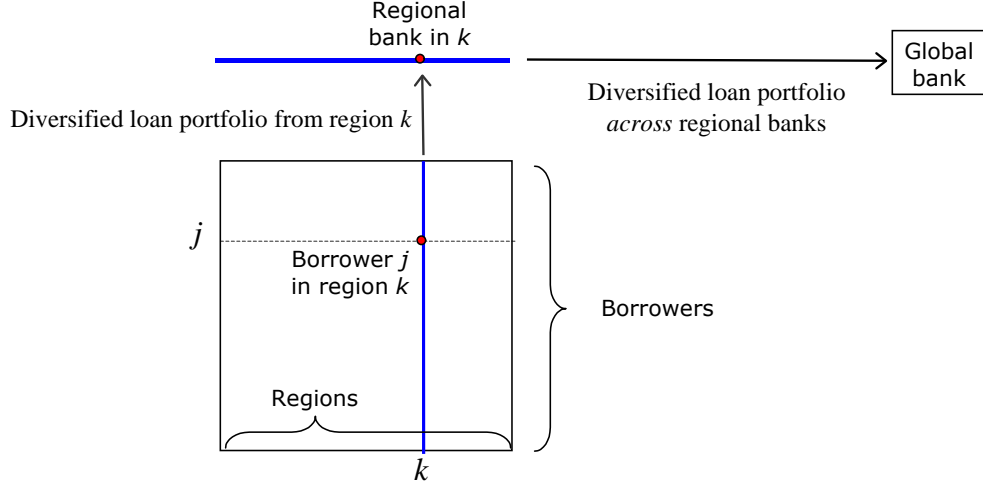 Regional
bank in k
Global
bank
Diversified loan portfolio
across regional banks
Diversified loan portfolio from region k
j
Borrower j
in region k
Borrowers
Regions
k